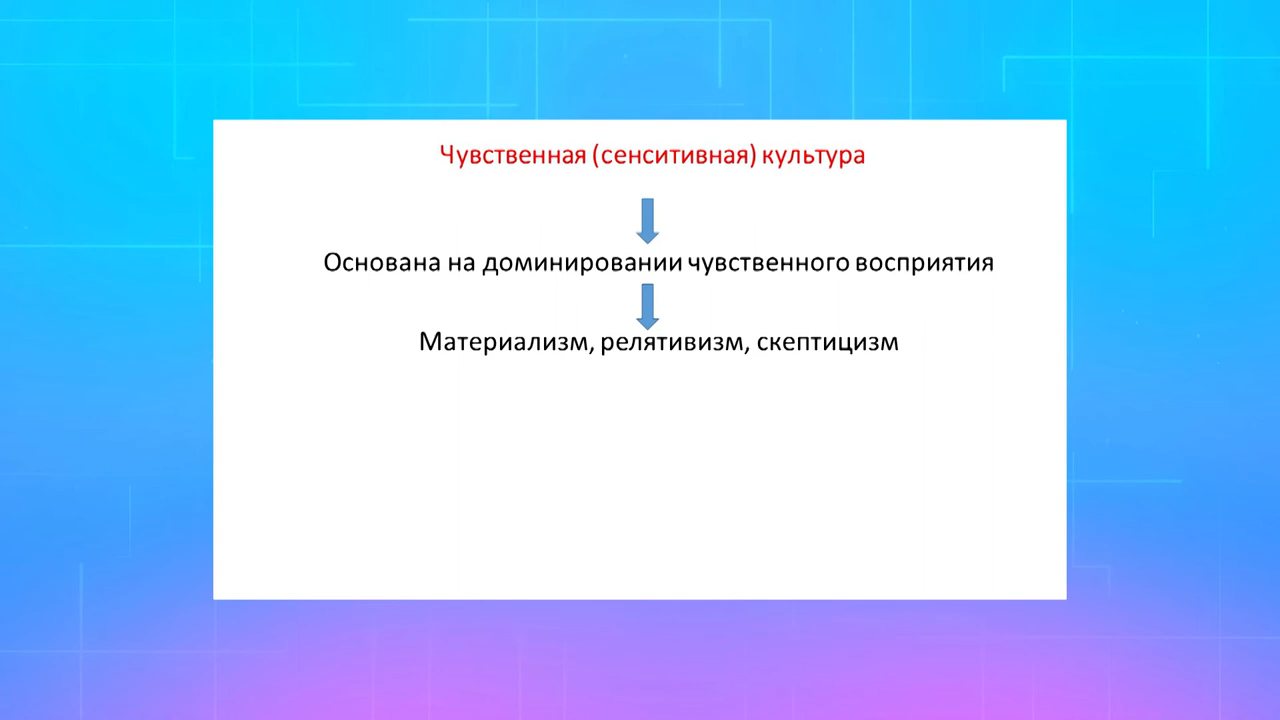 Чувственная (сенситивная) культура
Основана на доминировании чувственного восприятия
Материализм, релятивизм, скептицизм